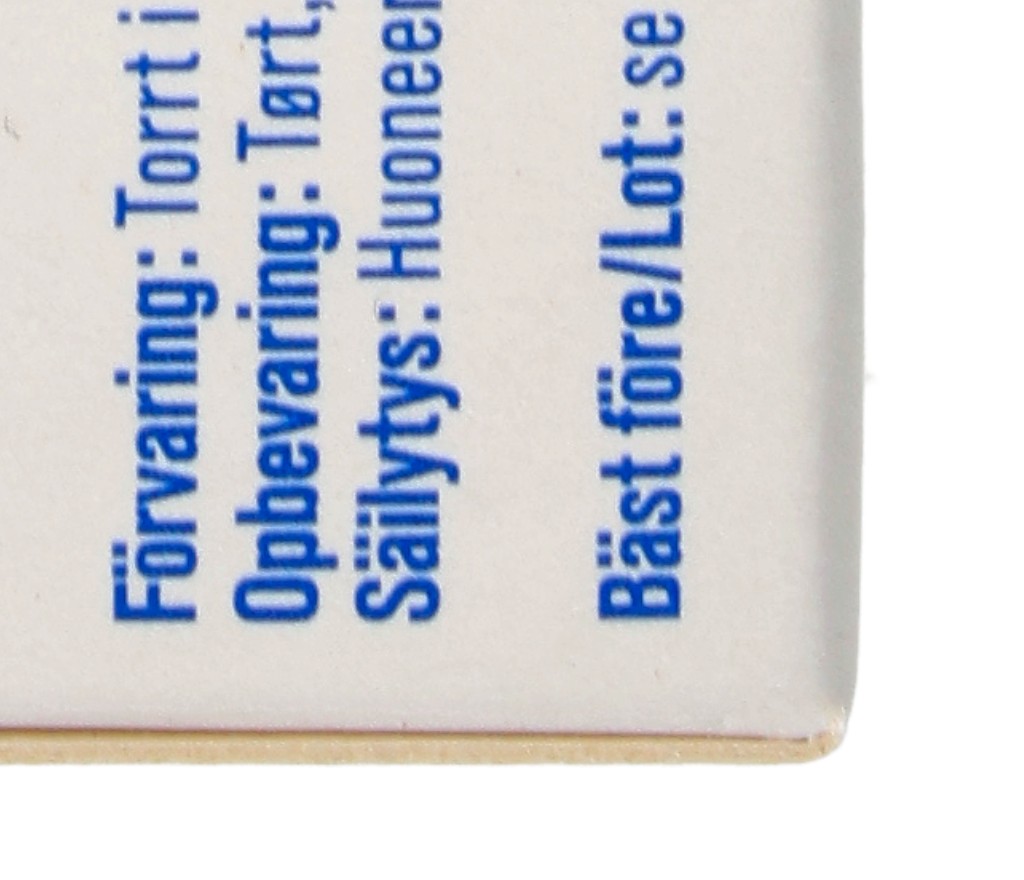 Förvaring: Torrt i
Opbevaring: Tørt,
Säilytys: Huoneen
Bäst före/Lot: se